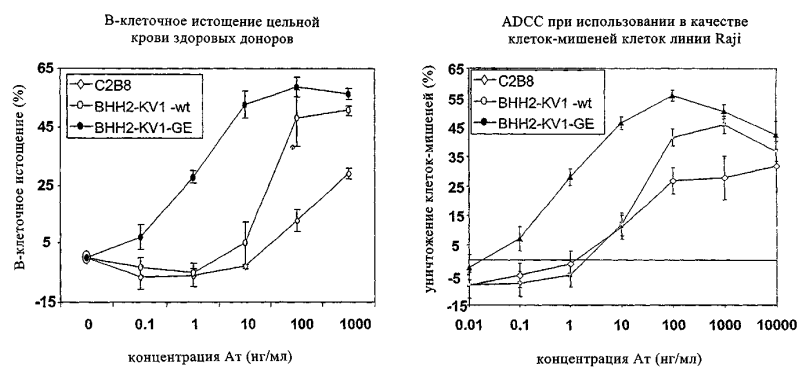 В-клеточное истощение цельной
крови здоровых доноров
В-клеточное истощение (%)
65
45
25
5
-15
C2B8
BHH2-KV1 -wt
BHH2-KV1-GE
0 0.1 1 10 100 1000
концентрация Ат (нг/мл)
ADCC при использовании в качестве
клеток-мишеней клеток линии Raji
уничтожение клеток-мишеней (%)
65
55
45
35
25
15
5
-5
-15
C2B8
BHH2-KV1 -wt
BHH2-KV1-GE
0.01 0.1 1 10 100 1000 10000
концентрация Ат (нг/мл)